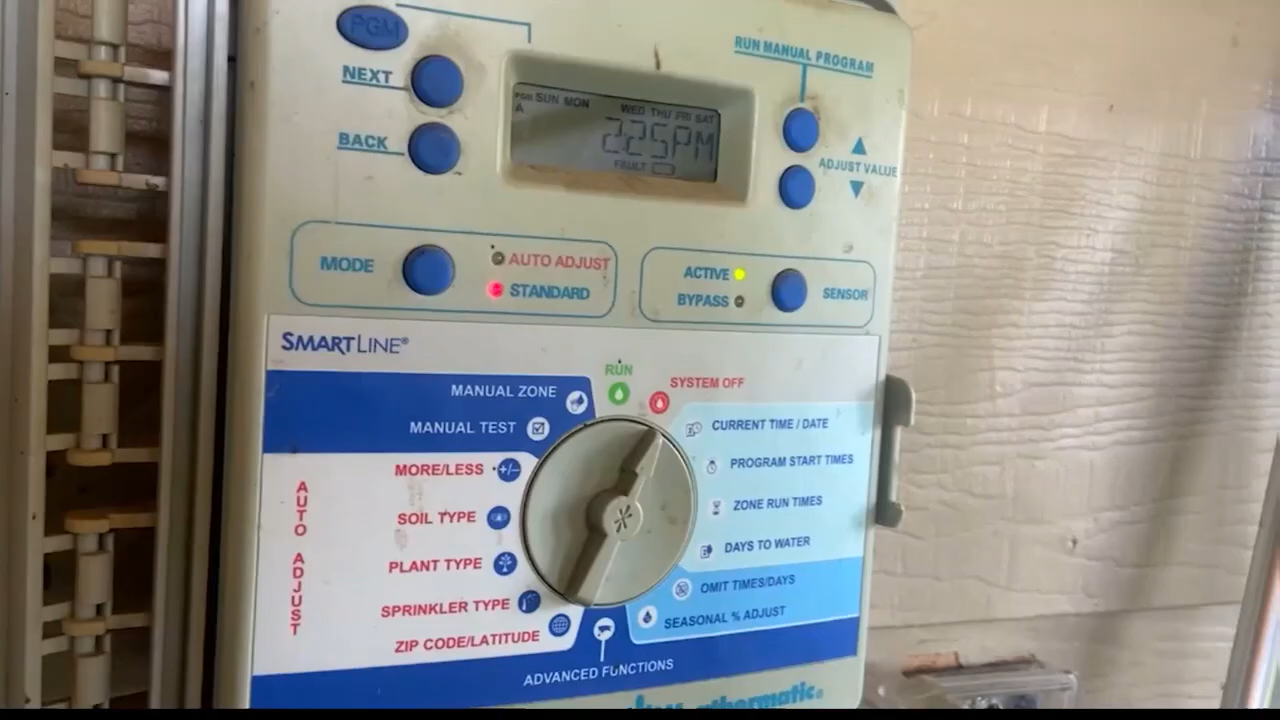 PGM
NEXT
BACK
PGM SUN MON WED THU FRI SAT
A
2:25PM
FAULT
RUN MANUAL PROGRAM
ADJUST VALUE
MODE
AUTO ADJUST
STANDARD
ACTIVE
BYPASS
SENSOR
SMARTLINE®
RUN
SYSTEM OFF
MANUAL ZONE
MANUAL TEST
MORE/LESS
+/-
SOIL TYPE
PLANT TYPE
SPRINKLER TYPE
ZIP CODE/LATITUDE
AUTO ADJUST
CURRENT TIME / DATE
PROGRAM START TIMES
ZONE RUN TIMES
DAYS TO WATER
OMIT TIMES/DAYS
SEASONAL % ADJUST
ADVANCED FUNCTIONS